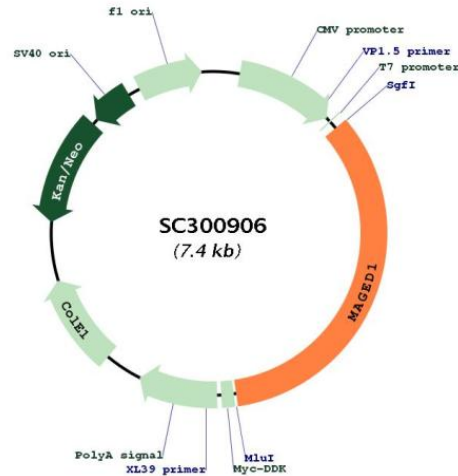 f1 ori
CMV promoter
SV40 ori
VP1.5 primer
T7 promoter
SgfI
Kan/Neo
SC300906
(7.4 kb)
MAGED1
ColE1
PolyA signal
MluI
XL39 primer
Myc-DDK